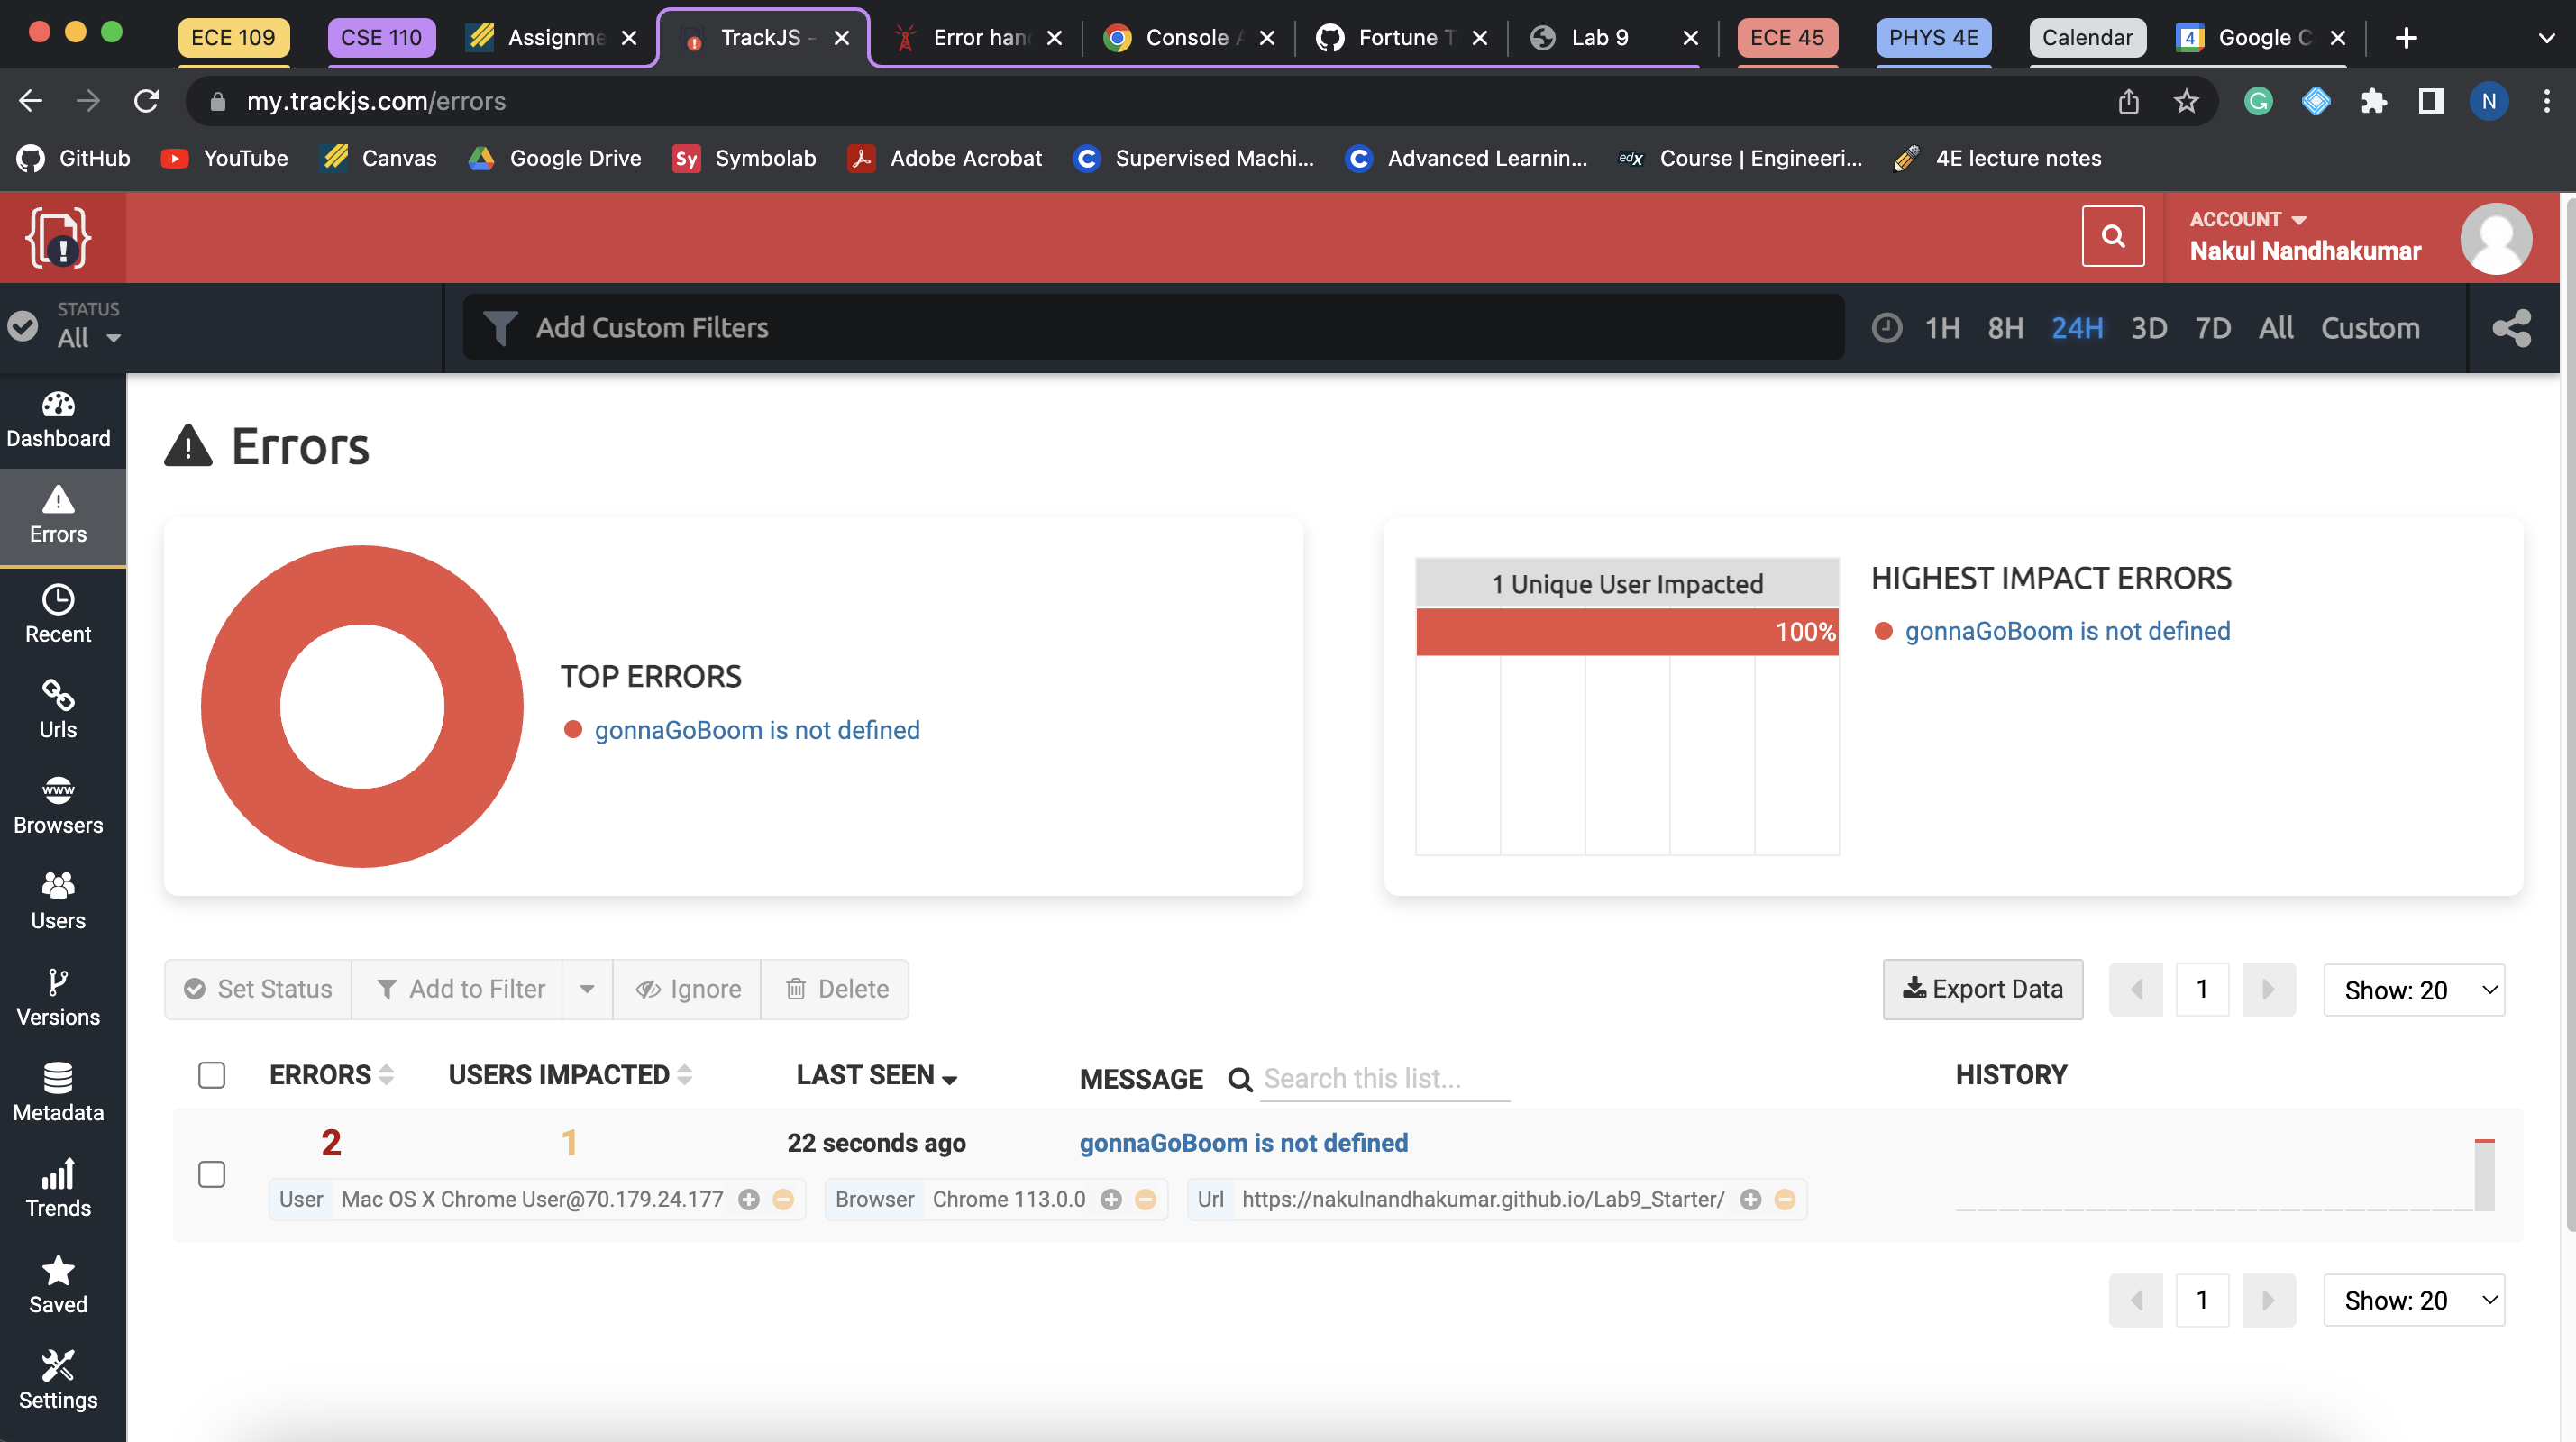 ECE 109 CSE 110 Assignme TrackJS - Error han Console A Fortune T Lab 9 ECE 45 PHYS 4E Calendar 4 Google C
my.trackjs.com/errors N
GitHub YouTube Canvas Google Drive Sy Symbolab Adobe Acrobat C Supervised Machi... C Advanced Learnin... edX Course | Engineeri... 4E lecture notes
ACCOUNT
Nakul Nandhakumar
STATUS
All
Add Custom Filters 1H 8H 24H 3D 7D All Custom
Dashboard
Errors
Recent
Urls
www
Browsers
Users
Versions
Metadata
Trends
Saved
Settings
Errors
TOP ERRORS
gonnaGoBoom is not defined
1 Unique User Impacted
100%
HIGHEST IMPACT ERRORS
gonnaGoBoom is not defined
Set Status Add to Filter Ignore Delete Export Data 1 Show: 20
ERRORS USERS IMPACTED LAST SEEN MESSAGE Search this list... HISTORY
2 1 22 seconds ago gonnaGoBoom is not defined
User Mac OS X Chrome User@70.179.24.177 Browser Chrome 113.0.0 Url https://nakulnandhakumar.github.io/Lab9_Starter/
1 Show: 20